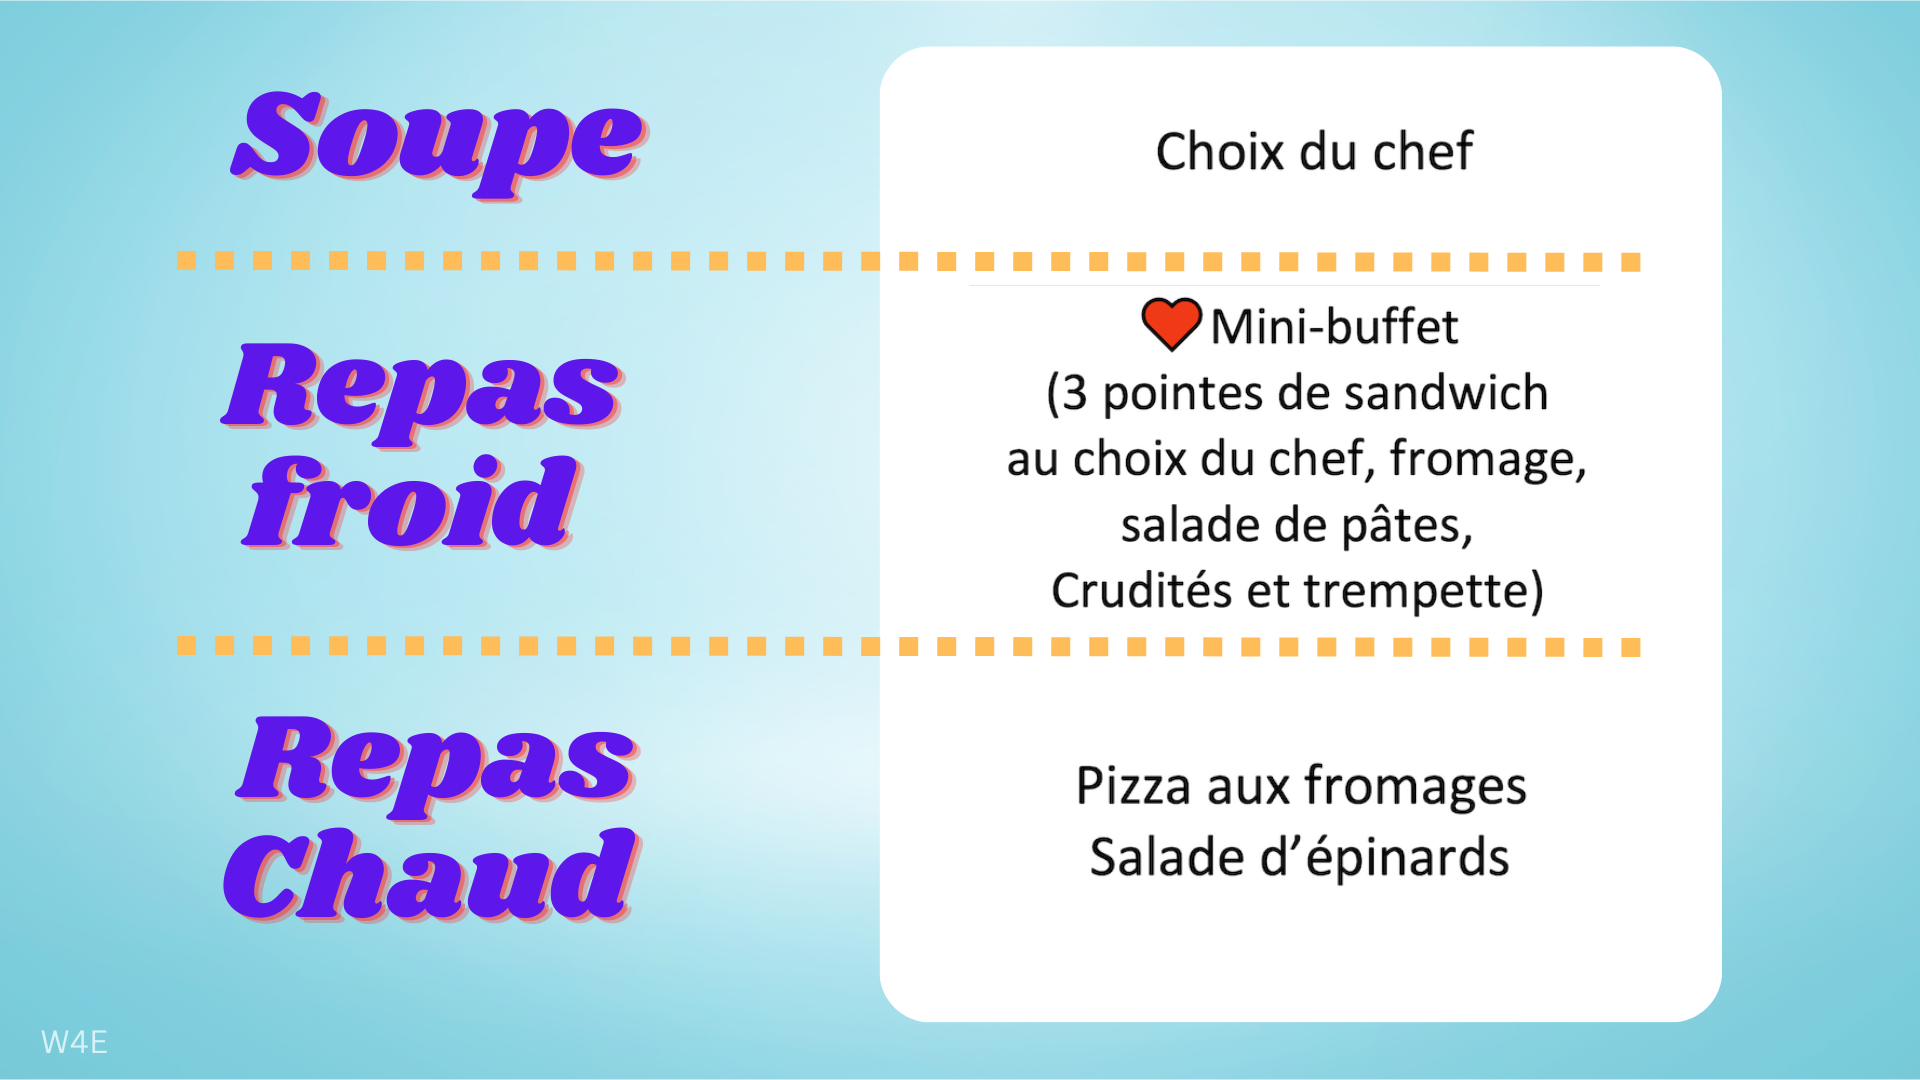 Soupe
Choix du chef
Repas
froid
Mini-buffet
(3 pointes de sandwich
au choix du chef, fromage,
salade de pâtes,
Crudités et trempette)
Repas
Chaud
Pizza aux fromages
Salade d’épinards
W4E